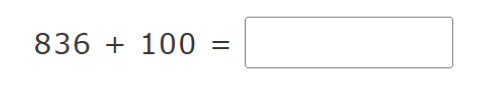 836 + 100 =